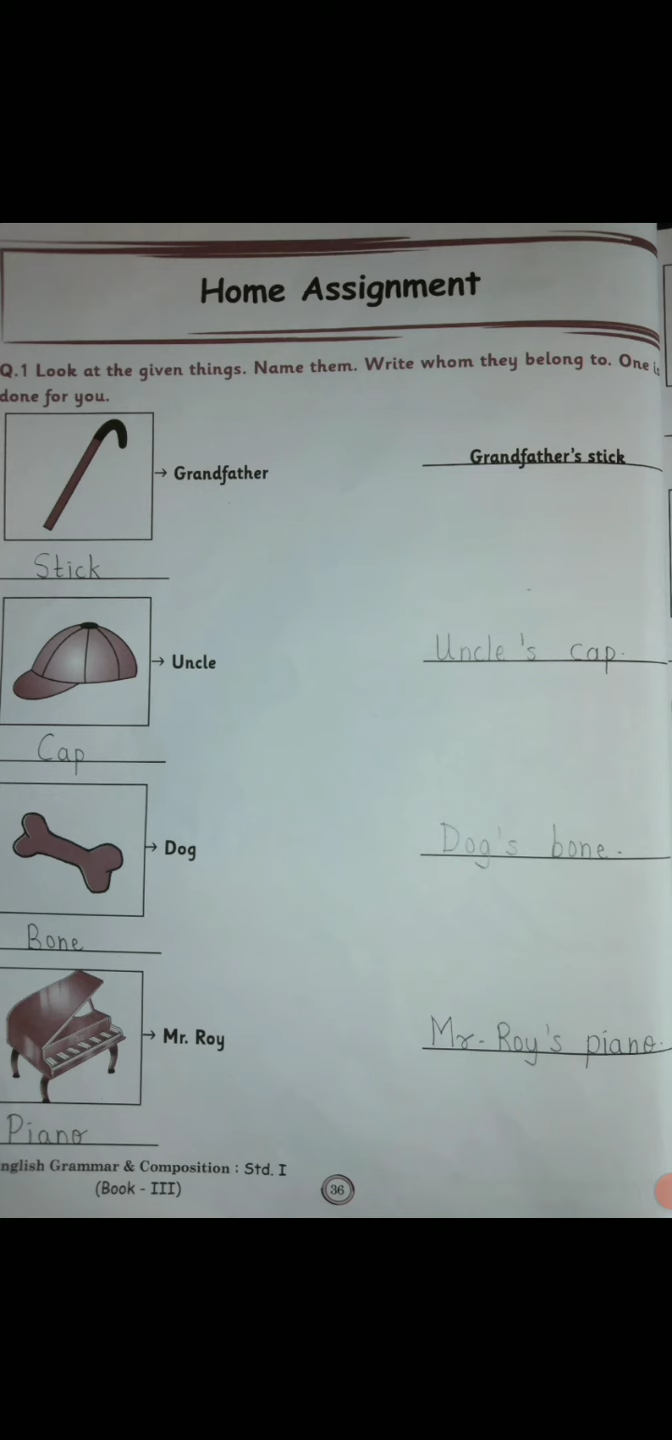 Home Assignment
Q.1 Look at the given things. Name them. Write whom they belong to. One is
done for you.
→ Grandfather
Grandfather's stick
Stick
→ Uncle
Uncle's cap.
Cap
→ Dog
Dog's bone.
Bone
→ Mr. Roy
Mr. Roy's piano.
Piano
nglish Grammar & Composition : Std. I
(Book - III)
36